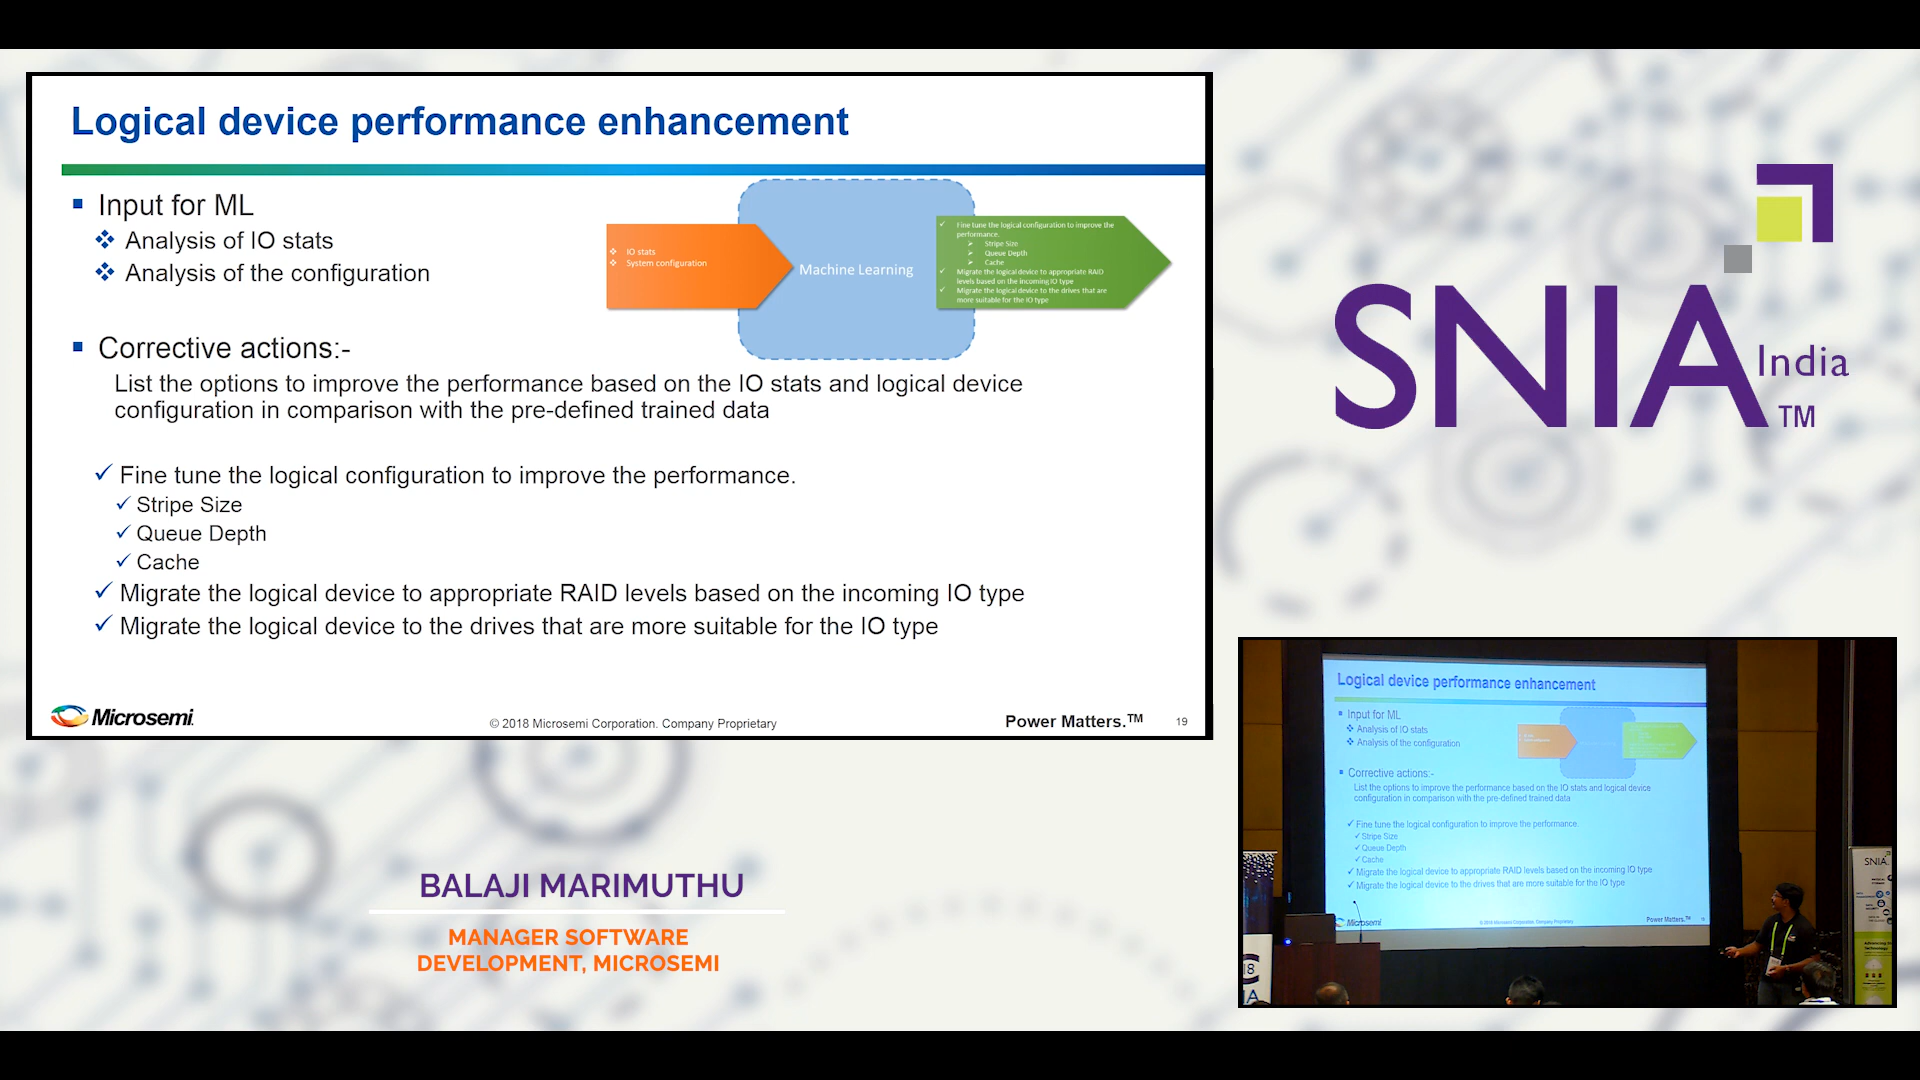 Logical device performance enhancement
Input for ML
Analysis of IO stats
Analysis of the configuration
IO stats
System configuration
Machine Learning
Fine tune the logical configuration to improve the
performance.
Stripe Size
Queue Depth
Cache
Migrate the logical device to appropriate RAID
levels based on the incoming IO type
Migrate the logical device to the drives that are
more suitable for the IO type
Corrective actions:-
List the options to improve the performance based on the IO stats and logical device
configuration in comparison with the pre-defined trained data
Fine tune the logical configuration to improve the performance.
Stripe Size
Queue Depth
Cache
Migrate the logical device to appropriate RAID levels based on the incoming IO type
Migrate the logical device to the drives that are more suitable for the IO type
Microsemi
© 2018 Microsemi Corporation. Company Proprietary
Power Matters.™
19
SNIA India
TM
BALAJI MARIMUTHU
MANAGER SOFTWARE
DEVELOPMENT, MICROSEMI
Logical device performance enhancement
Input for ML
Analysis of IO stats
Analysis of the configuration
Corrective actions:-
List the options to improve the performance based on the IO stats and logical device
configuration in comparison with the pre-defined trained data
Fine tune the logical configuration to improve the performance.
Stripe Size
Queue Depth
Cache
Migrate the logical device to appropriate RAID levels based on the incoming IO type
Migrate the logical device to the drives that are more suitable for the IO type
Microsemi
© 2018 Microsemi Corporation. Company Proprietary
Power Matters.™
SNIA
18
IA